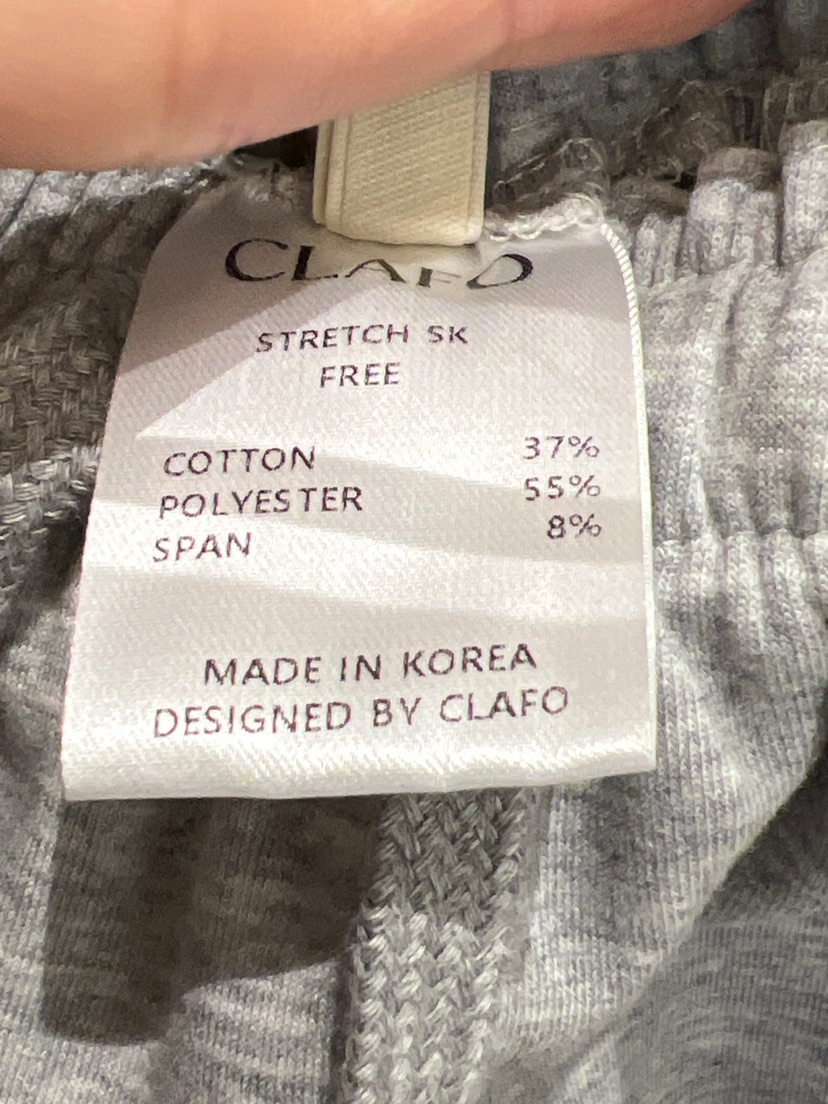 CLAFO
STRETCH SK
FREE
COTTON 37%
POLYESTER 55%
SPAN 8%
MADE IN KOREA
DESIGNED BY CLAFO